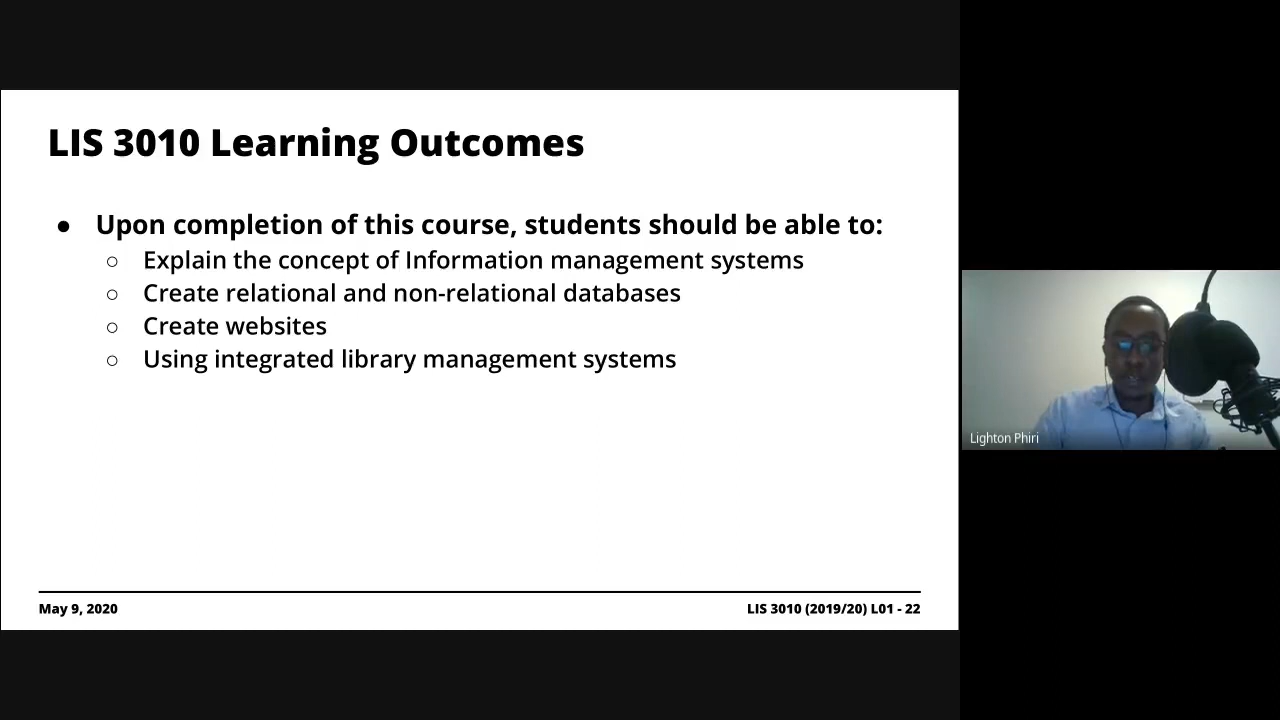 LIS 3010 Learning Outcomes
● Upon completion of this course, students should be able to:
○ Explain the concept of Information management systems
○ Create relational and non-relational databases
○ Create websites
○ Using integrated library management systems
May 9, 2020
LIS 3010 (2019/20) L01 - 22
Lighton Phiri